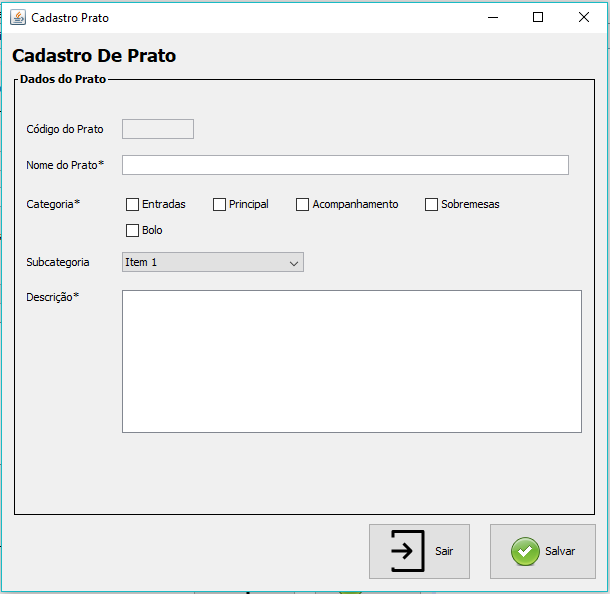 Cadastro Prato
Cadastro De Prato
Dados do Prato
Código do Prato
Nome do Prato*
Categoria* Entradas Principal Acompanhamento Sobremesas
Bolo
Subcategoria Item 1
Descrição*
Sair Salvar